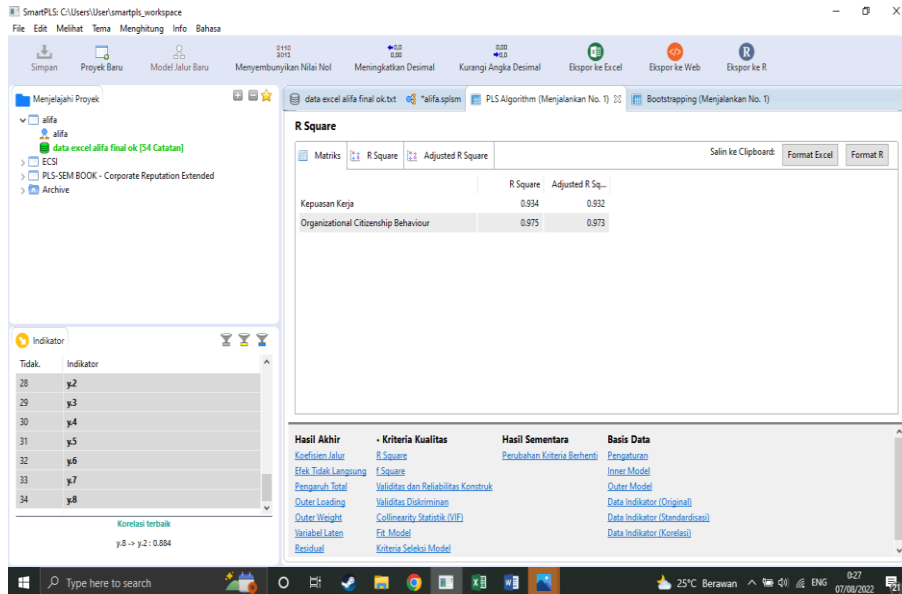 SmartPLS: C:\Users\User\smartpls_workspace
File Edit Melihat Tema Menghitung Info Bahasa
Simpan Proyek Baru Model Jalur Baru Menyembunyikan Nilai Nol Meningkatkan Desimal Kurangi Angka Desimal Ekspor ke Excel Ekspor ke Web Ekspor ke R
Menjelajahi Proyek
alifa
alifa
data excel alifa final ok [54 Catatan]
ECSI
PLS-SEM BOOK - Corporate Reputation Extended
Archive
Indikator
Tidak. Indikator
28 y.2
29 y.3
30 y.4
31 y.5
32 y.6
33 y.7
34 y.8
Korelasi terbaik
y.8 -> y.2 : 0.884
data excel alifa final ok.txt *alifa.splsm PLS Algorithm (Menjalankan No. 1) Bootstrapping (Menjalankan No. 1)
R Square
Matriks R Square Adjusted R Square Salin ke Clipboard: Format Excel Format R
R Square Adjusted R Sq...
Kepuasan Kerja 0.934 0.932
Organizational Citizenship Behaviour 0.975 0.973
Hasil Akhir - Kriteria Kualitas Hasil Sementara Basis Data
Koefisien Jalur R Square Perubahan Kriteria Berhenti Pengaturan
Efek Tidak Langsung f Square Inner Model
Pengaruh Total Validitas dan Reliabilitas Konstruk Outer Model
Outer Loading Validitas Diskriminan Data Indikator (Original)
Outer Weight Collinearity Statistik (VIF) Data Indikator (Standardisasi)
Variabel Laten Fit Model Data Indikator (Korelasi)
Residual Kriteria Seleksi Model
Type here to search 25°C Berawan ENG 0:27
07/08/2022 21